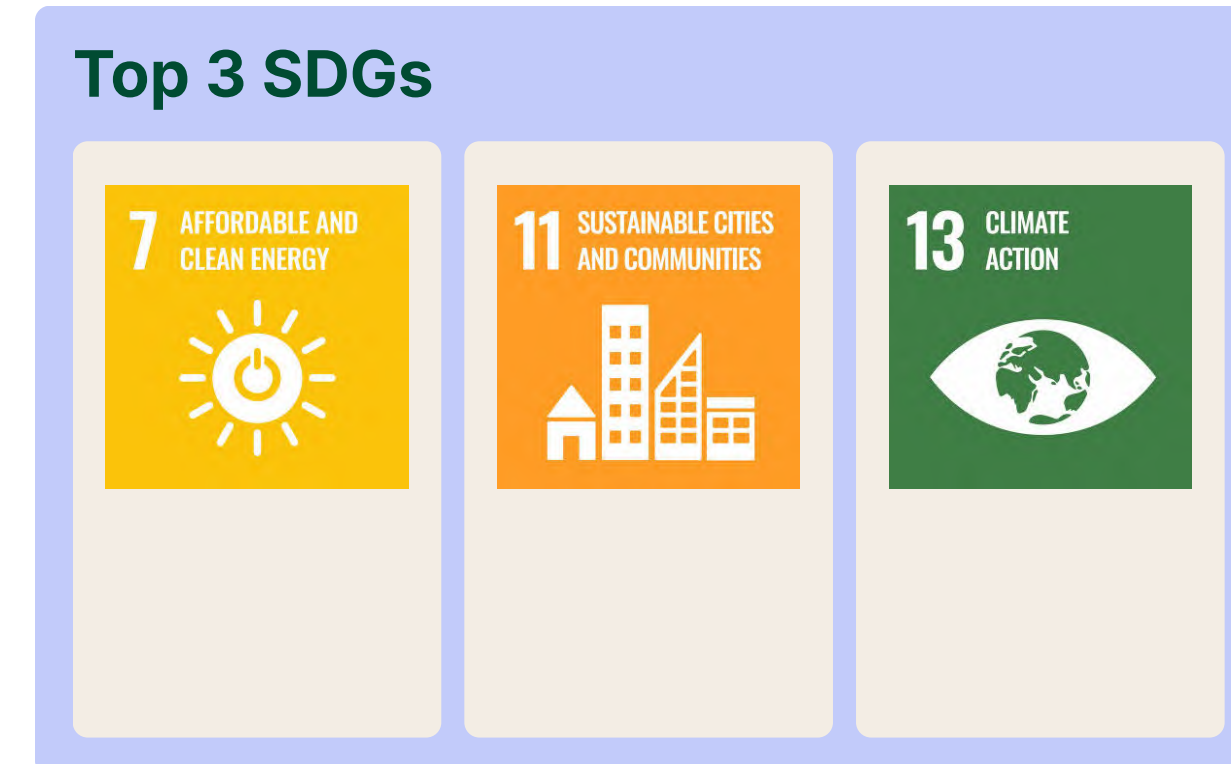 Top 3 SDGs
7
AFFORDABLE AND
CLEAN ENERGY
11
SUSTAINABLE CITIES
AND COMMUNITIES
13
CLIMATE
ACTION